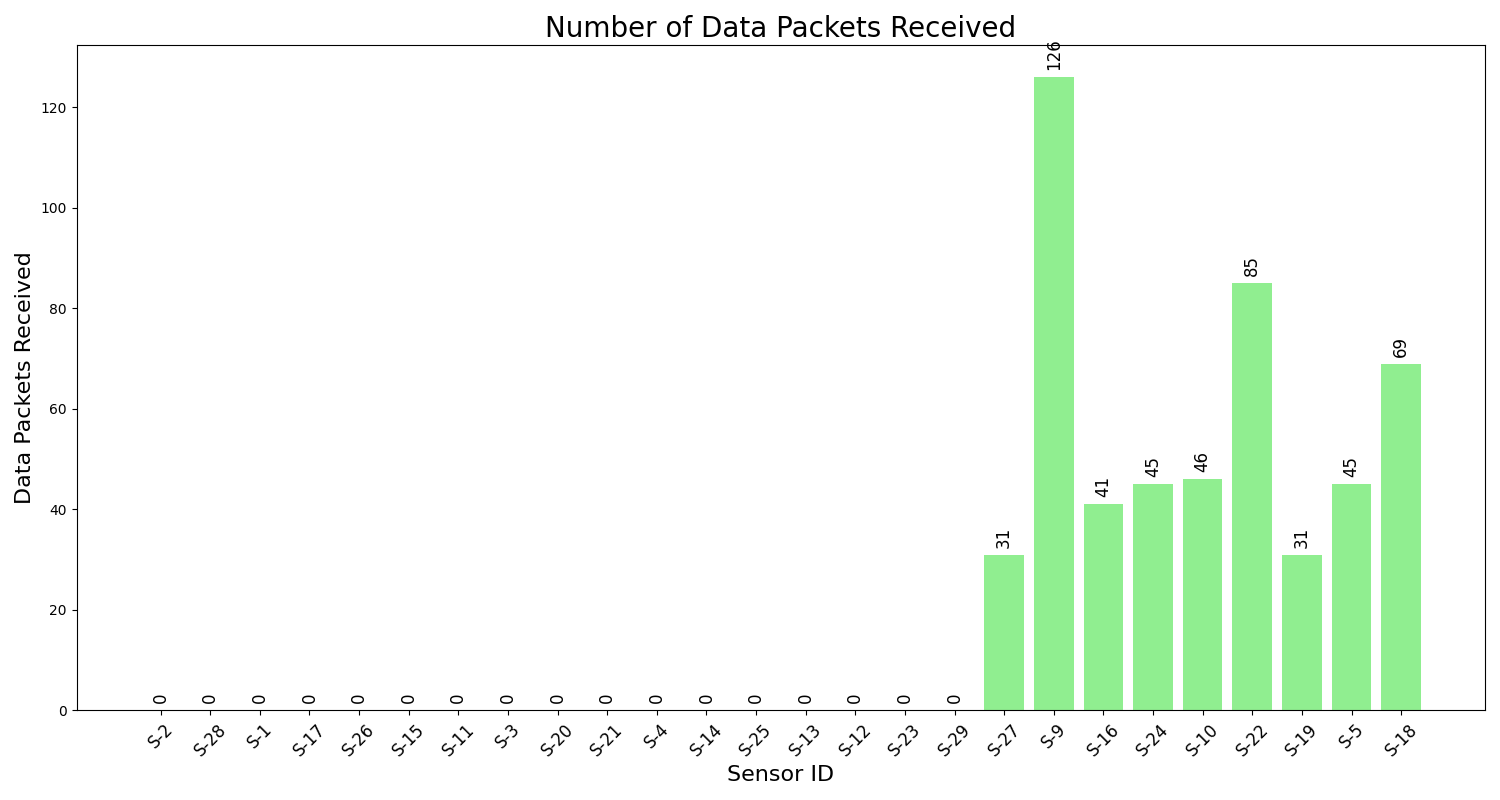 Number of Data Packets Received
Data Packets Received
120
100
80
60
40
20
0
0 0 0 0 0 0 0 0 0 0 0 0 0 0 0 0 0 31 126 41 45 46 85 31 45 69
S-2 S-28 S-1 S-17 S-26 S-15 S-11 S-3 S-20 S-21 S-4 S-14 S-25 S-13 S-12 S-23 S-29 S-27 S-9 S-16 S-24 S-10 S-22 S-19 S-5 S-18
Sensor ID